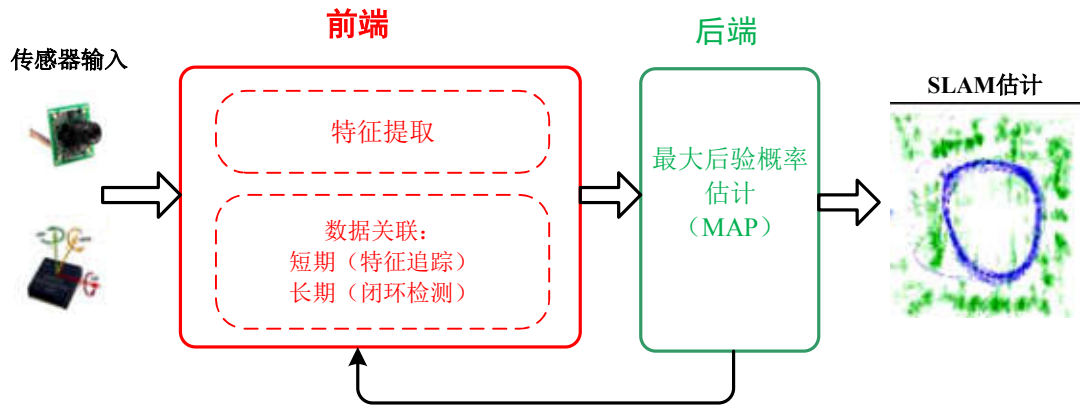 传感器输入
前端
特征提取
数据关联：
短期（特征追踪）
长期（闭环检测）
后端
最大后验概率
估计
（MAP）
SLAM估计